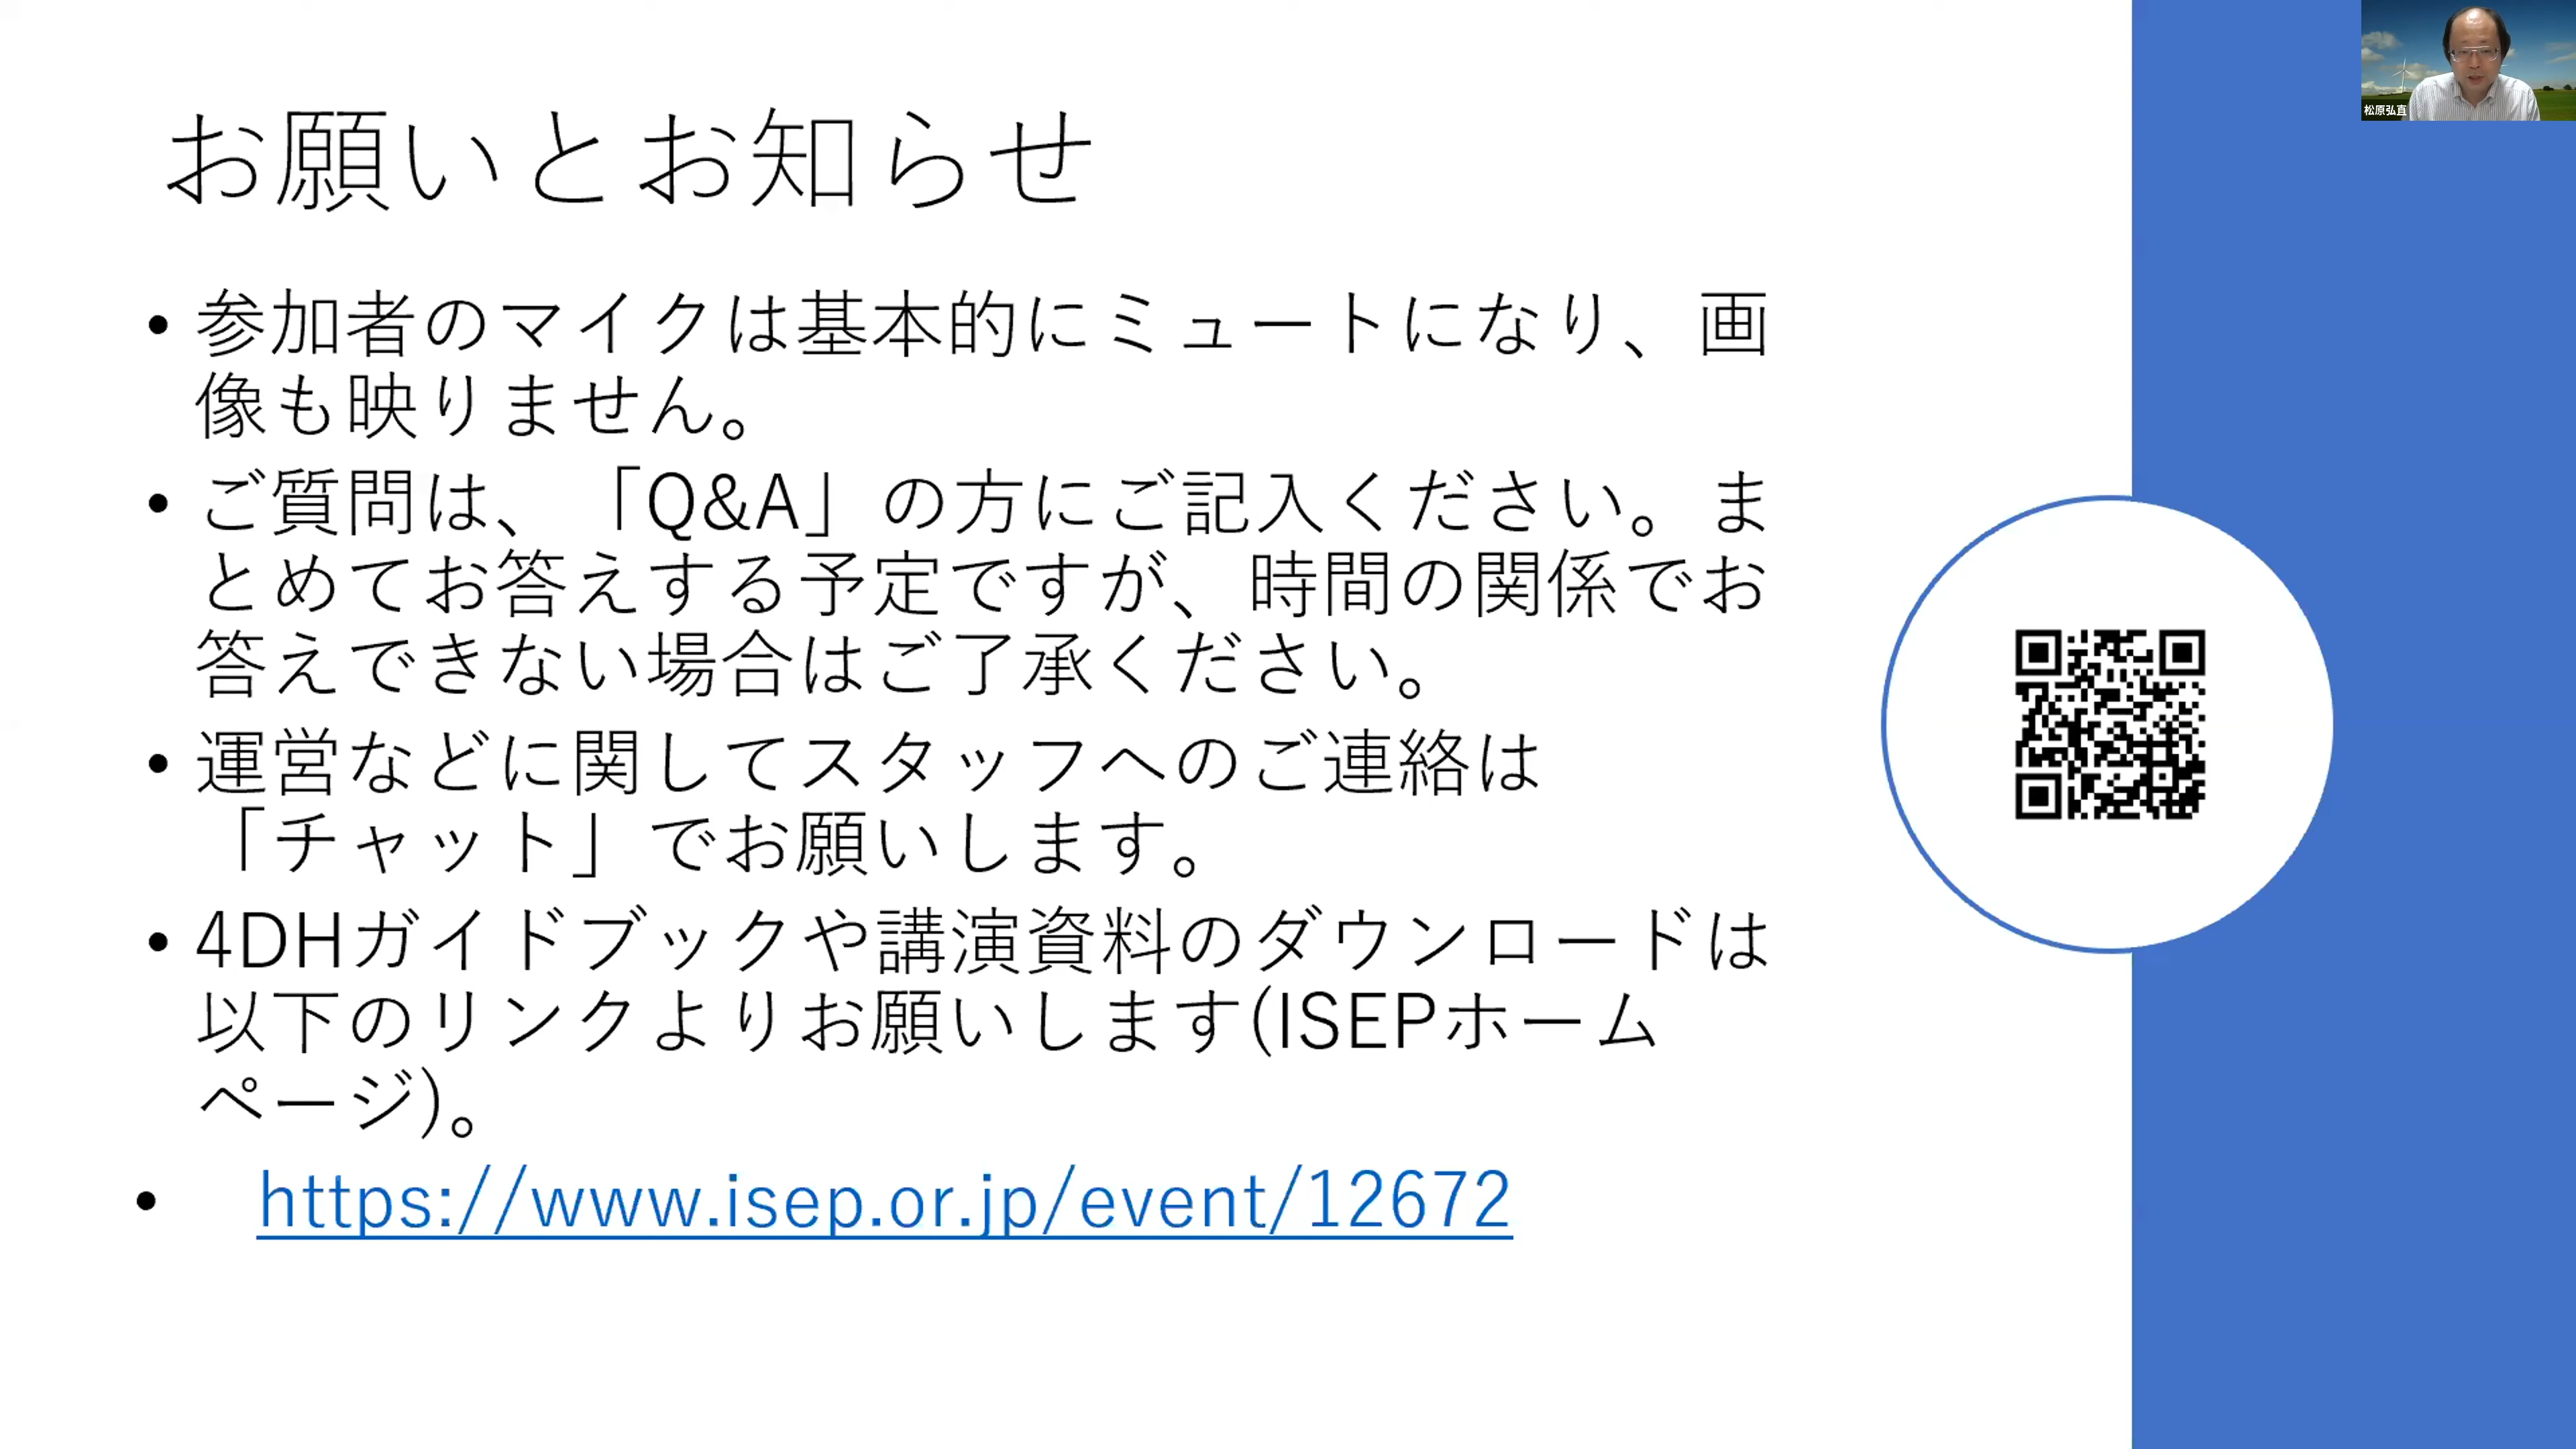 お願いとお知らせ
• 参加者のマイクは基本的にミュートになり、画
像も映りません。
• ご質問は、「Q&A」の方にご記入ください。ま
とめてお答えする予定ですが、時間の関係でお
答えできない場合はご了承ください。
• 運営などに関してスタッフへのご連絡は
「チャット」でお願いします。
• 4DHガイドブックや講演資料のダウンロードは
以下のリンクよりお願いします(ISEPホーム
ページ)。
• https://www.isep.or.jp/event/12672
松原弘直